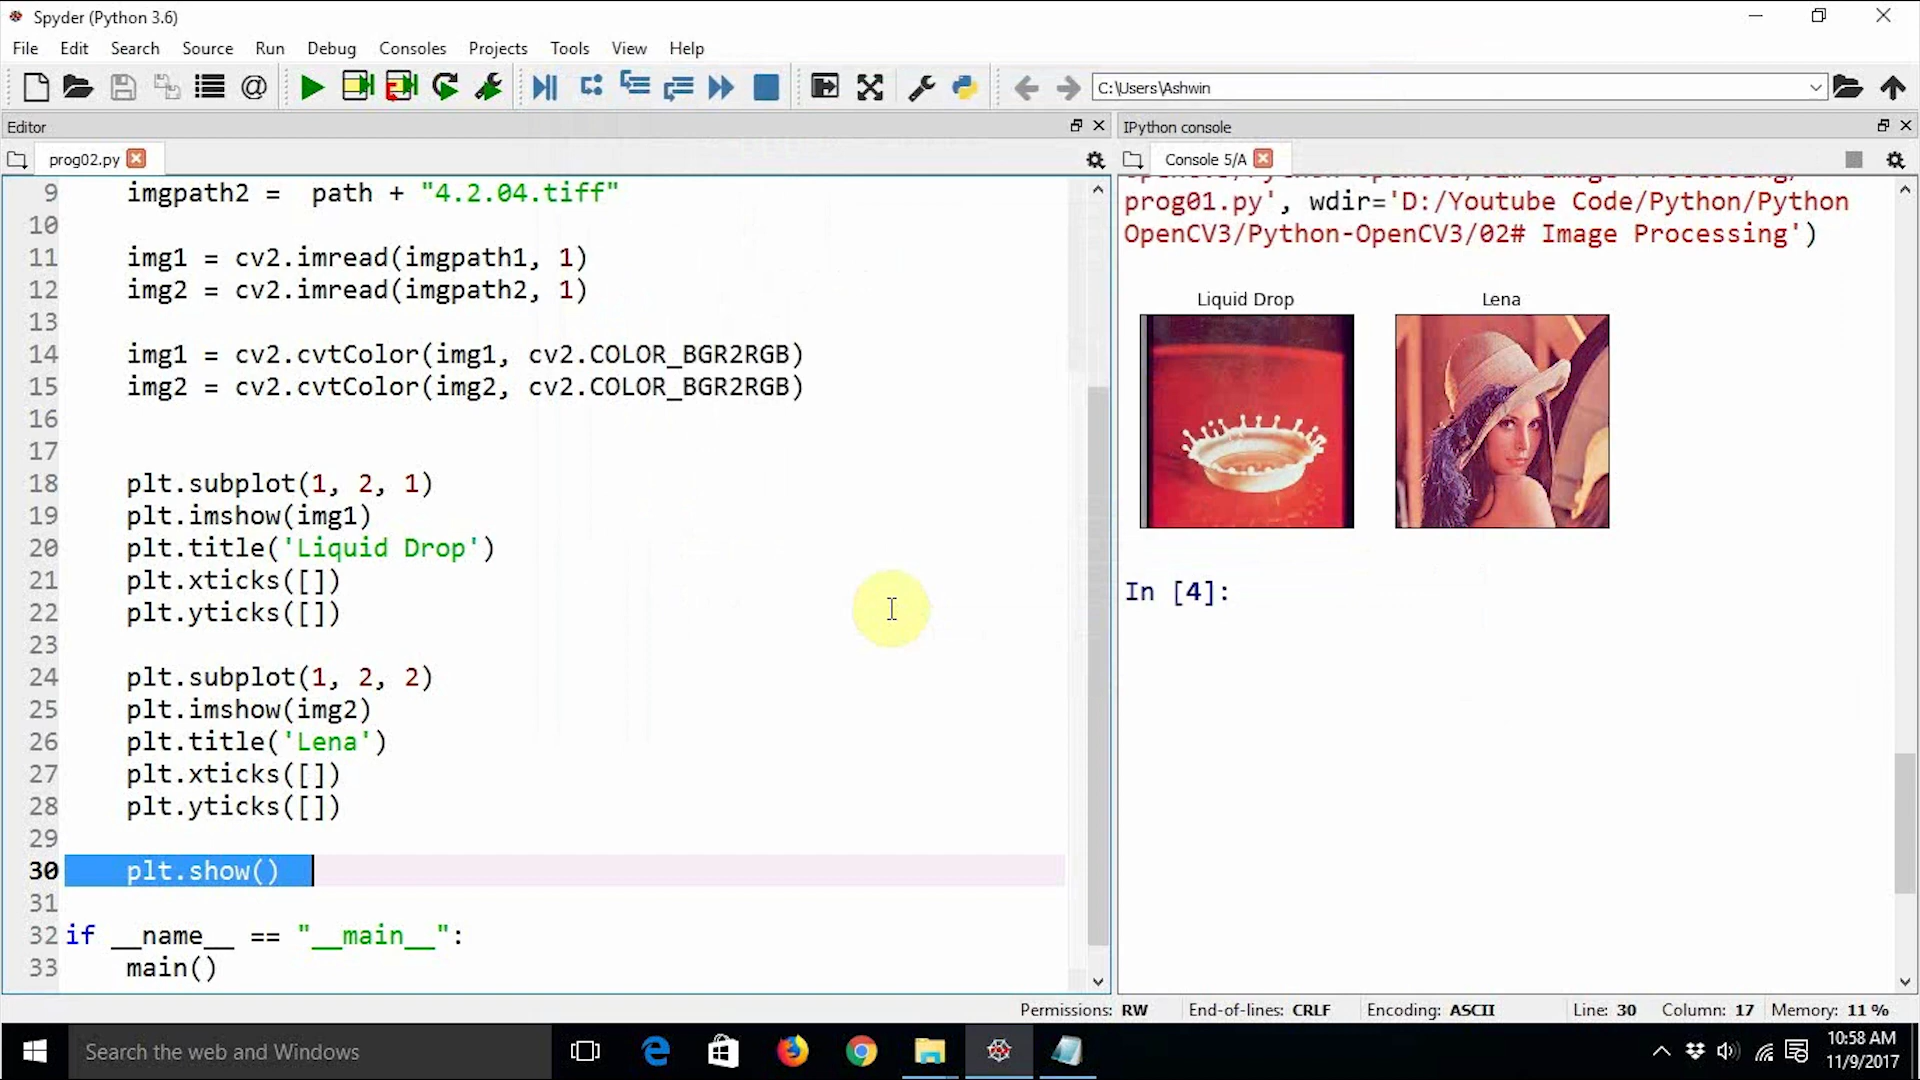 Spyder (Python 3.6)
File Edit Search Source Run Debug Consoles Projects Tools View Help
C:\Users\Ashwin
Editor
IPython console
prog02.py
Console 5/A
9 imgpath2 =  path + "4.2.04.tiff"
10
11 img1 = cv2.imread(imgpath1, 1)
12 img2 = cv2.imread(imgpath2, 1)
13
14 img1 = cv2.cvtColor(img1, cv2.COLOR_BGR2RGB)
15 img2 = cv2.cvtColor(img2, cv2.COLOR_BGR2RGB)
16
17
18 plt.subplot(1, 2, 1)
19 plt.imshow(img1)
20 plt.title('Liquid Drop')
21 plt.xticks([])
22 plt.yticks([])
23
24 plt.subplot(1, 2, 2)
25 plt.imshow(img2)
26 plt.title('Lena')
27 plt.xticks([])
28 plt.yticks([])
29
30 plt.show()
31
32 if __name__ == "__main__":
33 main()
prog01.py', wdir='D:/Youtube Code/Python/Python
OpenCV3/Python-OpenCV3/02# Image Processing')
Liquid Drop
Lena
In [4]:
Permissions: RW End-of-lines: CRLF Encoding: ASCII Line: 30 Column: 17 Memory: 11 %
Search the web and Windows
10:58 AM
11/9/2017